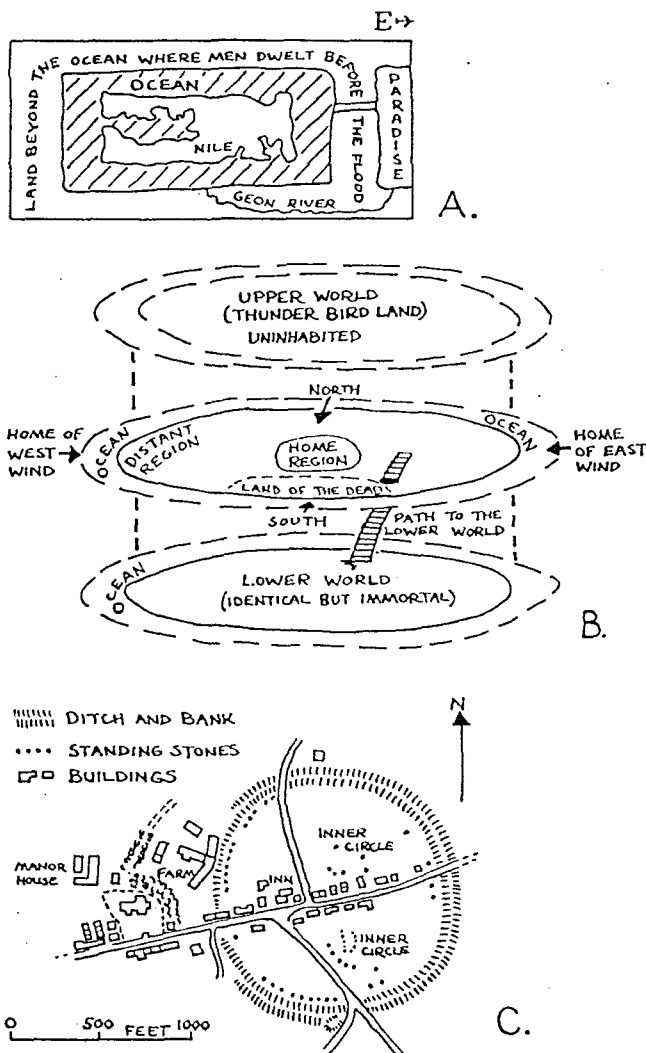 E
LAND BEYOND THE OCEAN WHERE MEN DWELT BEFORE THE FLOOD
OCEAN
PARADISE
NILE
GEON RIVER
A.
UPPER WORLD
(THUNDER BIRD LAND)
UNINHABITED
NORTH
HOME OF
WEST
WIND
OCEAN
DISTANT
REGION
HOME
REGION
OCEAN
HOME
OF EAST
WIND
LAND OF THE DEAD
SOUTH
PATH TO THE
LOWER WORLD
OCEAN
LOWER WORLD
(IDENTICAL BUT IMMORTAL)
B.
N
DITCH AND BANK
STANDING STONES
BUILDINGS
INNER
CIRCLE
MANOR
HOUSE
FARM
INN
INNER
CIRCLE
0 500 1000
FEET
C.